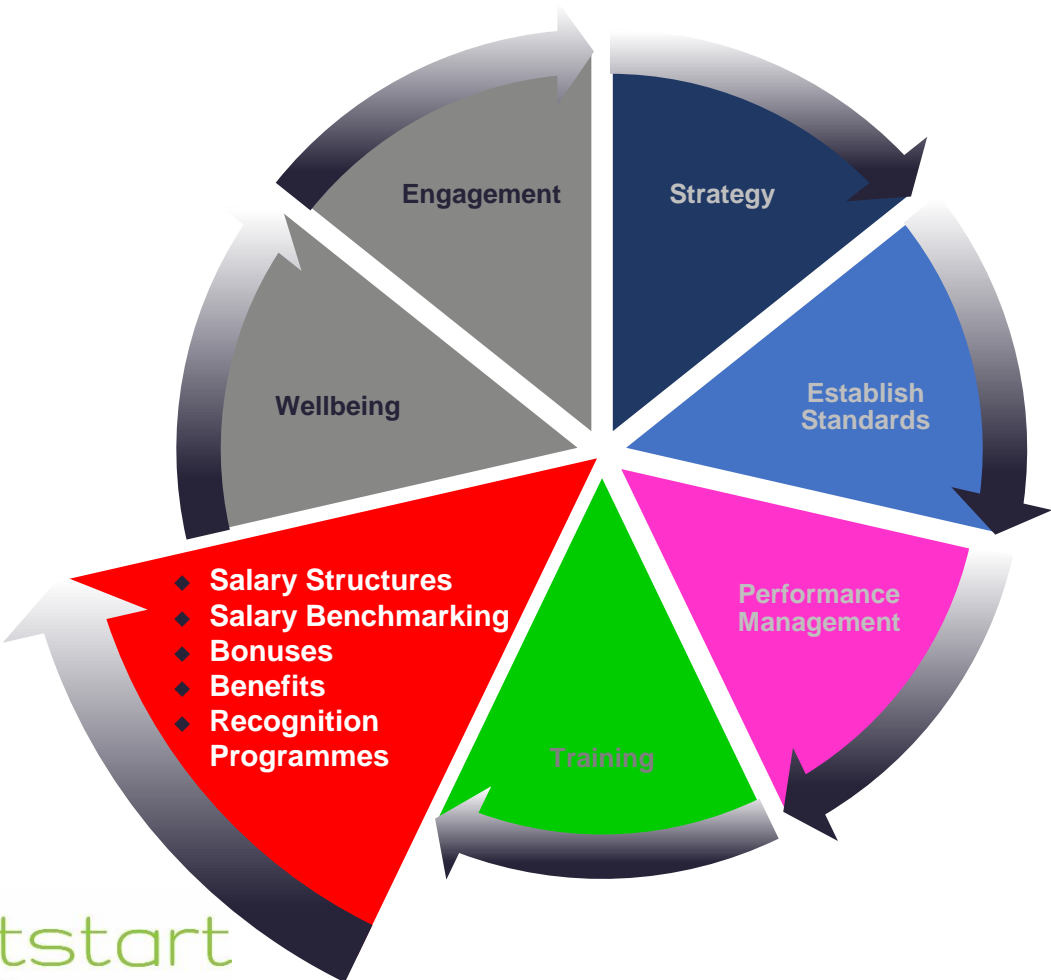 Engagement
Strategy
Wellbeing
Establish
Standards
◆ Salary Structures
◆ Salary Benchmarking
◆ Bonuses
◆ Benefits
◆ Recognition
Programmes
Performance
Management
Training
tstart